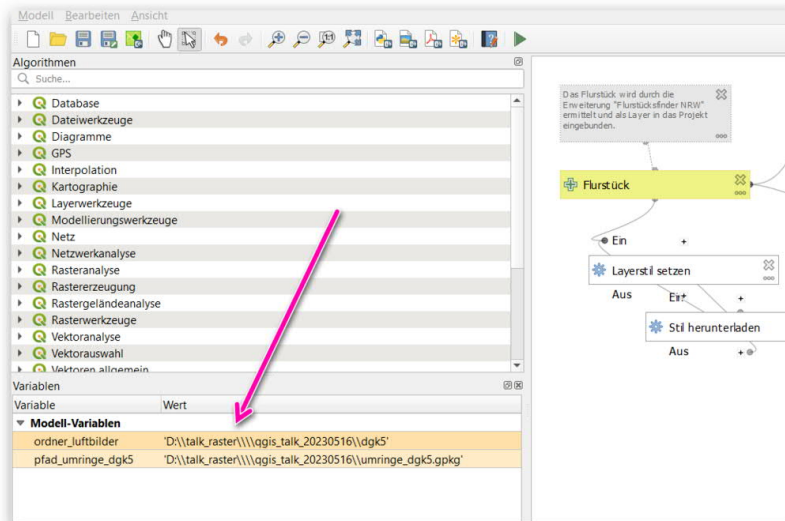 Modell Bearbeiten Ansicht
Algorithmen
Suche...
Database
Dateiwerkzeuge
Diagramme
GPS
Interpolation
Kartographie
Layerwerkzeuge
Modellierungswerkzeuge
Netz
Netzwerkanalyse
Rasteranalyse
Rastererzeugung
Rastergeländeanalyse
Rasterwerkzeuge
Vektoranalyse
Vektorauswahl
Vektoren allgemein
Variablen
Variable Wert
Modell-Variablen
ordner_luftbilder 'D:\\talk_raster\\\\qgis_talk_20230516\\dgk5'
pfad_umringe_dgk5 'D:\\talk_raster\\\\qgis_talk_20230516\\umringe_dgk5.gpkg'
Das Flurstück wird durch die
Erweiterung "Flurstücksfinder NRW"
ermittelt und als Layer in das Projekt
eingebunden.
Flurstück
Ein +
Layerstil setzen
Aus
Ein +
Stil herunterladen
Aus +